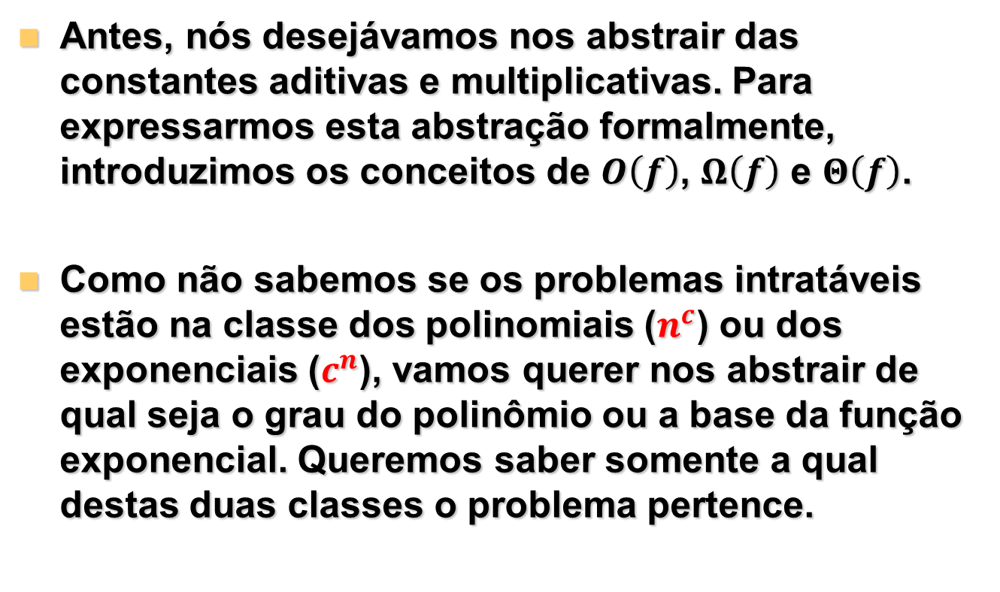 Antes, nós desejávamos nos abstrair das
constantes aditivas e multiplicativas. Para
expressarmos esta abstração formalmente,
introduzimos os conceitos de O(f), Ω(f) e Θ(f).
Como não sabemos se os problemas intratáveis
estão na classe dos polinomiais (n^c) ou dos
exponenciais (c^n), vamos querer nos abstrair de
qual seja o grau do polinômio ou a base da função
exponencial. Queremos saber somente a qual
destas duas classes o problema pertence.